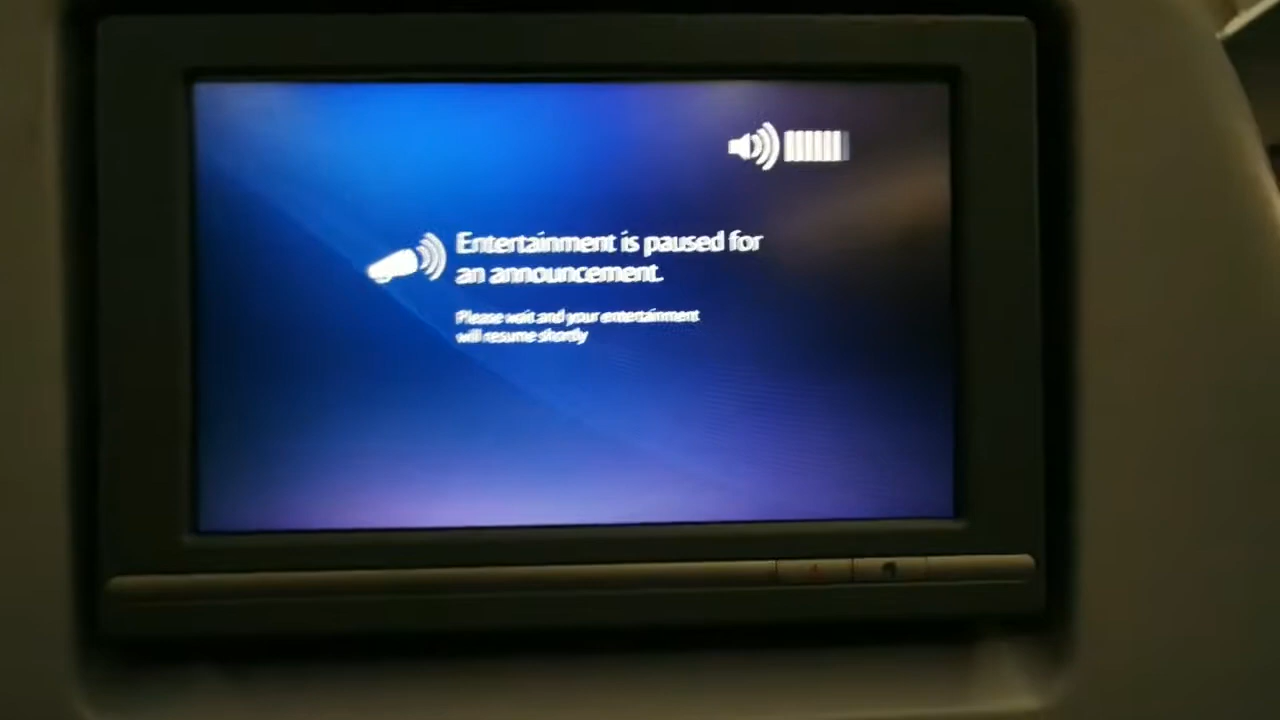 Entertainment is paused for
an announcement.
Please wait and your entertainment
will resume shortly